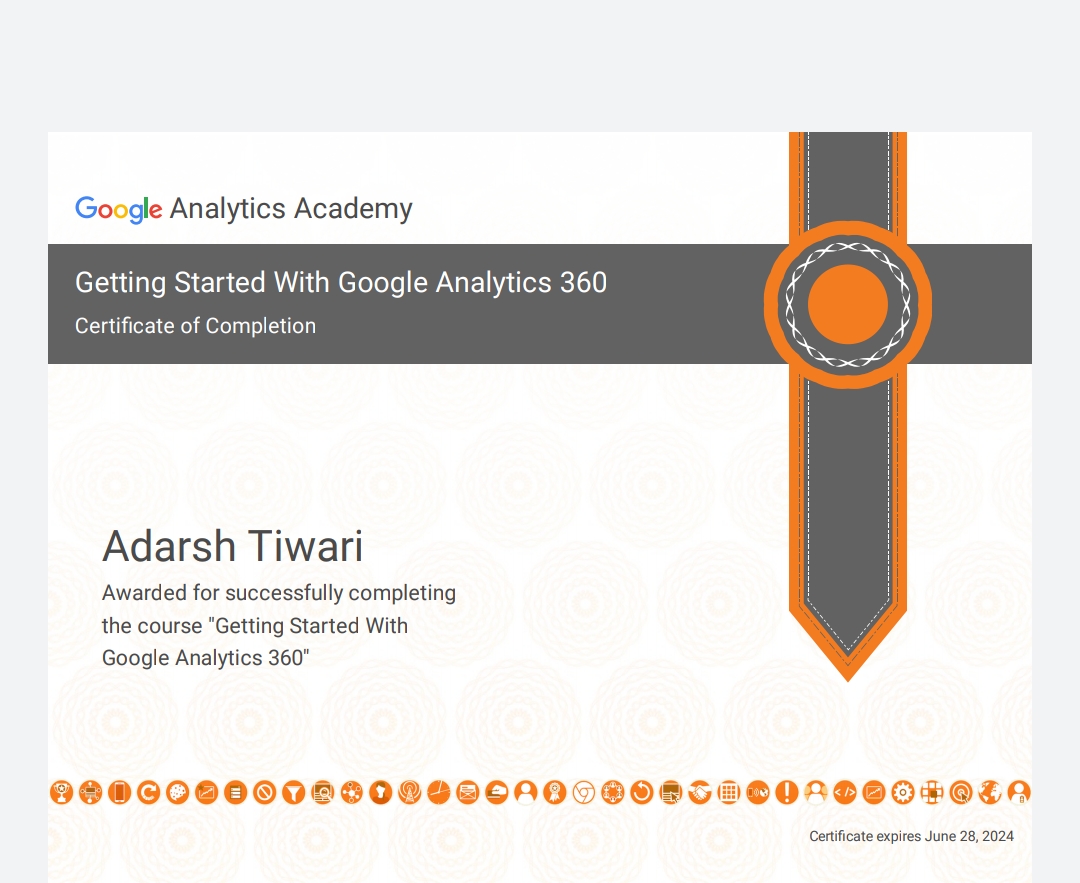 Google Analytics Academy
Getting Started With Google Analytics 360
Certificate of Completion
Adarsh Tiwari
Awarded for successfully completing
the course "Getting Started With
Google Analytics 360"
Certificate expires June 28, 2024